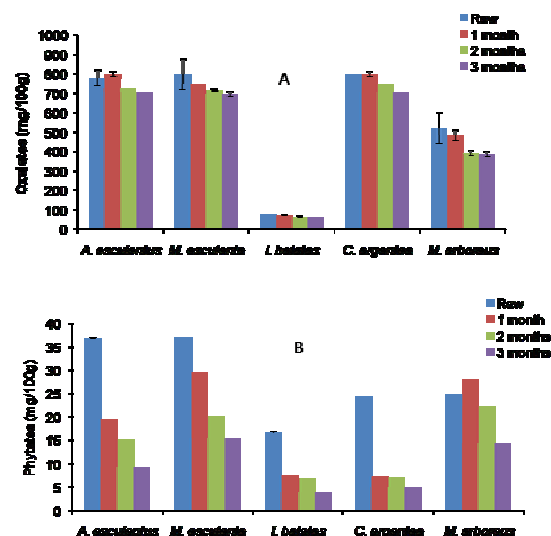 Raw
1 month
2 months
3 months
A
Oxalates (mg/100g)
1000
900
800
700
600
500
400
300
200
100
0
A. esculentus M. esculenta I. batatas C. argentea M. arboreus
Raw
1 month
2 months
3 months
B
Phytates (mg/100g)
40
35
30
25
20
15
10
5
0
A. esculentus M. esculenta I. batatas C. argentea M. arboreus